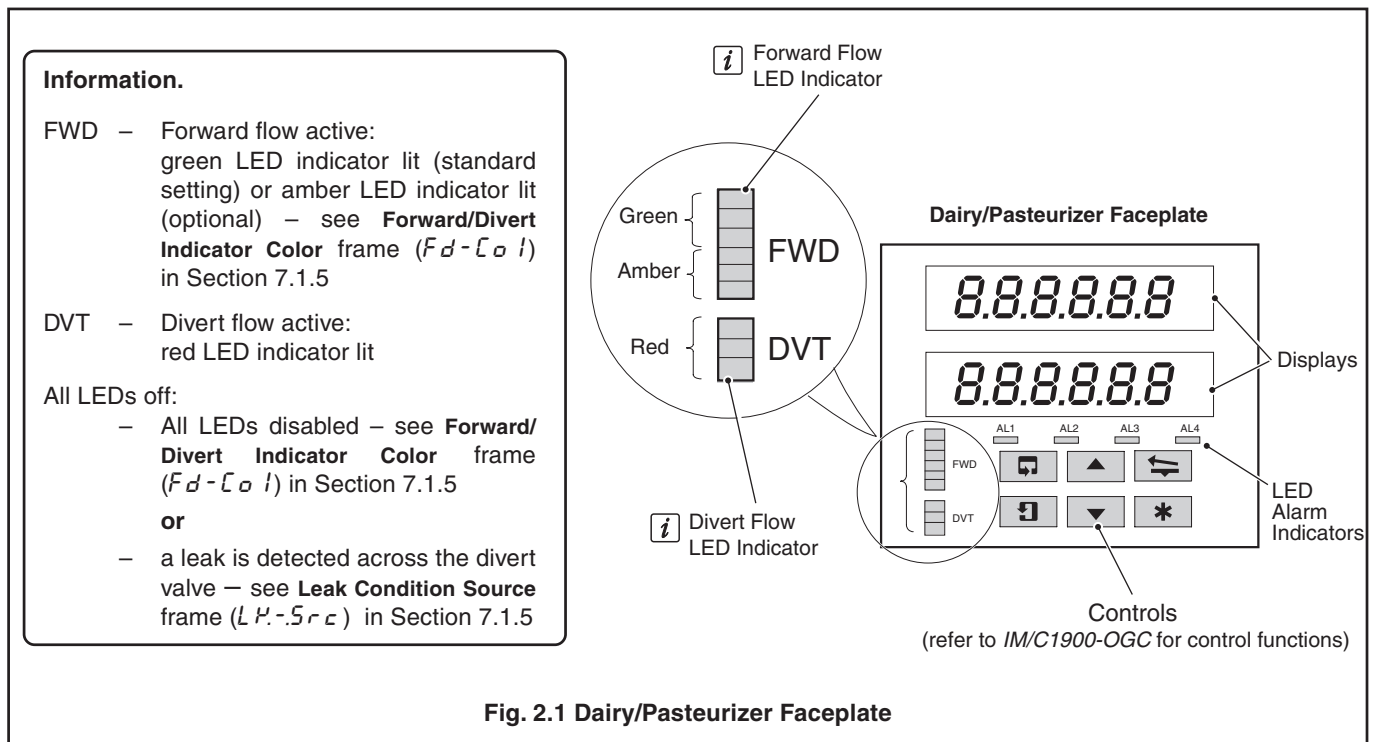 Information.
FWD – Forward flow active:
green LED indicator lit (standard
setting) or amber LED indicator lit
(optional) – see Forward/Divert
Indicator Color frame (Fd-Col)
in Section 7.1.5
DVT – Divert flow active:
red LED indicator lit
All LEDs off:
– All LEDs disabled – see Forward/
Divert Indicator Color frame
(Fd-Col) in Section 7.1.5
or
– a leak is detected across the divert
valve – see Leak Condition Source
frame (LK.-.Src) in Section 7.1.5
i Forward Flow
LED Indicator
Green
Amber
FWD
Red
DVT
i Divert Flow
LED Indicator
Dairy/Pasteurizer Faceplate
8.8.8.8.8.8
8.8.8.8.8.8
Displays
AL1 AL2 AL3 AL4
FWD
DVT
LED
Alarm
Indicators
Controls
(refer to IM/C1900-OGC for control functions)
Fig. 2.1 Dairy/Pasteurizer Faceplate